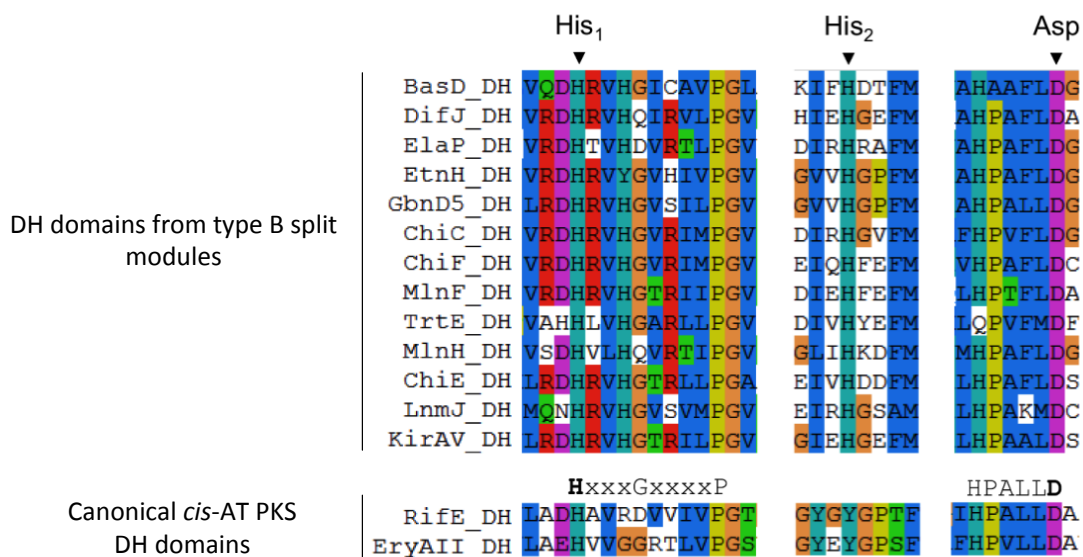 His₁ His₂ Asp
BasD_DH VQDHRVHGICAVPGL KIFHDTFM AHAAFLDG
DifJ_DH VRDHRVHQIRVLPGV HIEHGEFM AHPAFLDA
ElaP_DH VRDHTVHDVRTLPGV DIRHRAFM AHPAFLDG
EtnH_DH VRDHRVYGVHIVPGV GVVHGPFM AHPAFLDG
GbnD5_DH LRDHRVHGVSILPGV GVVHGPFM AHPALLDG
DH domains from type B split
modules
ChiC_DH VRDHRVHGVRIMPGV DIRHGVFM FHPVFLDG
ChiF_DH VRDHRVHGVRIMPGV EIQHFEFM VHPAFLDC
MlnF_DH VRDHRVHGTRIIPGV DIEHFEFM LHPTFLDA
TrtE_DH VAHHLVHGARLLPGV DIVHYEFM LQPVFMDF
MlnH_DH VSDHVLHQVRTIPGV GLIHKDFM MHPAFLDG
ChiE_DH LRDHRVHGTRLLPGA EIVHDDFM LHPAFLDS
LnmJ_DH MQNHRVHGVSVMPGV EIRHGSAM LHPAKMDC
KirAV_DH LRDHRVHGTRILPGV GIEHGEFM LHPAALDS
HxxxGxxxxP HPALLD
Canonical cis-AT PKS
DH domains
RifE_DH LADHAVRDVVIVPGT GYGYGPTF IHPALLDA
EryAII_DH LAEHVVGGRTLVPGS GYEYGPSF FHPVLLDA